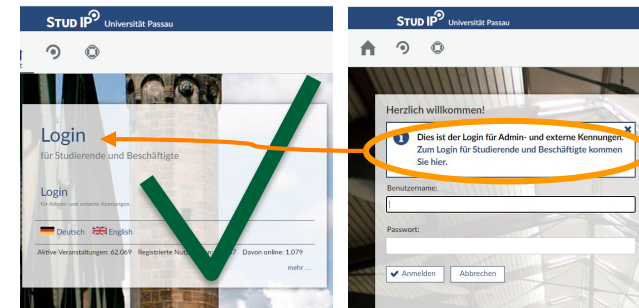 STUD IP Universität Passau
Login
für Studierende und Beschäftigte
Login
für Admin- und externe Kennungen
Deutsch English
Aktive Veranstaltungen: 62.069 Registrierte Davon online: 1.079
mehr ...
STUD IP Universität Passau
Herzlich willkommen!
Dies ist der Login für Admin- und externe Kennungen.
Zum Login für Studierende und Beschäftigte kommen
Sie hier.
Benutzername:
Passwort:
Anmelden Abbrechen